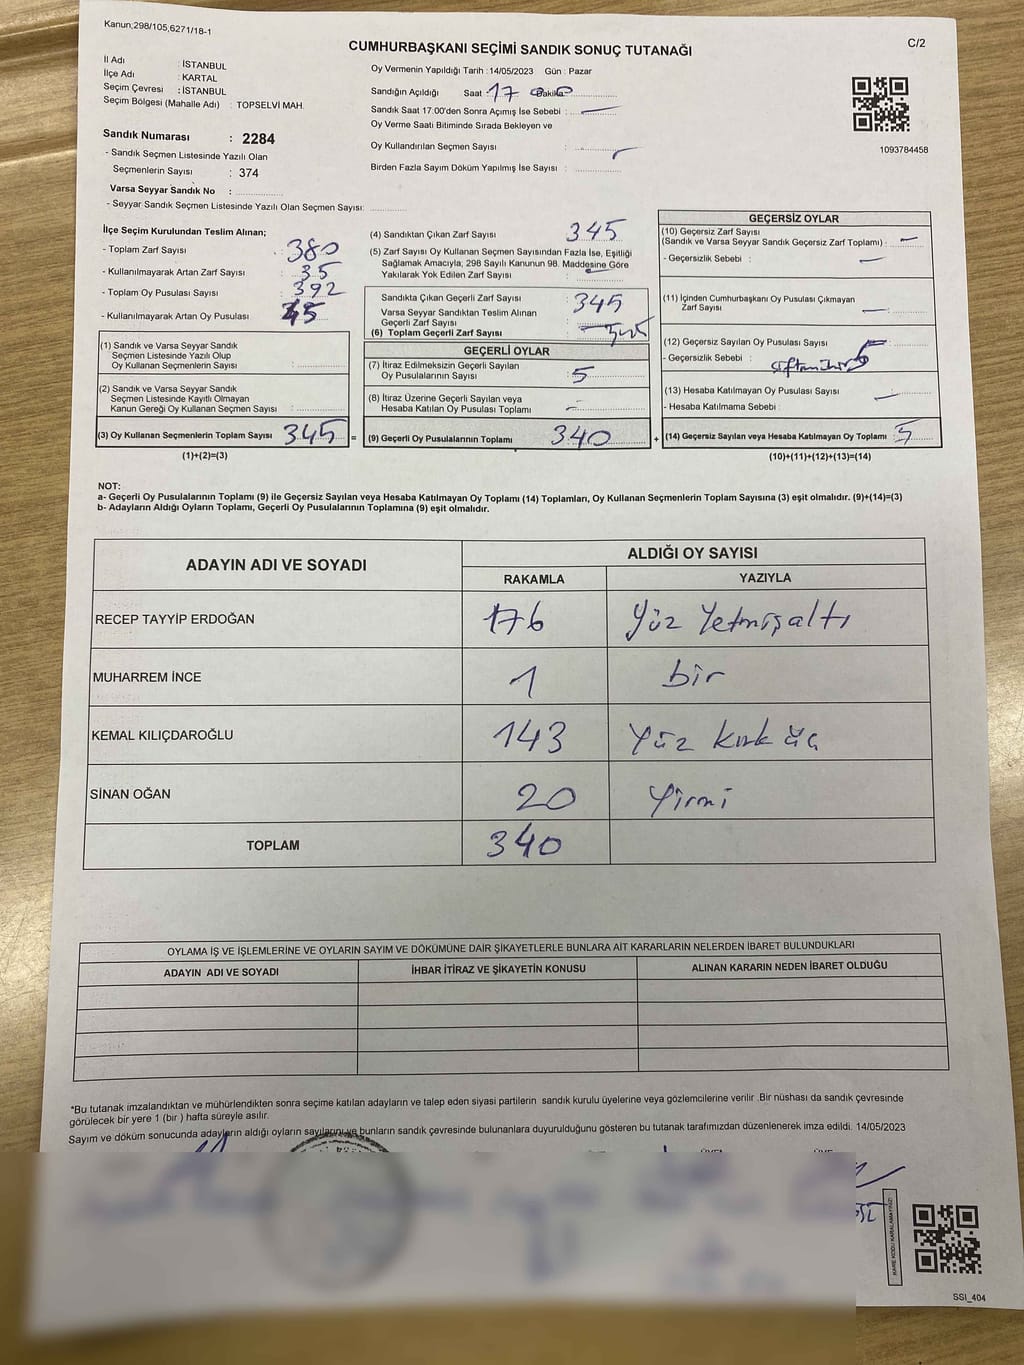 Kanun;298/105,6271/18-1
C/2
CUMHURBAŞKANI SEÇİMİ SANDIK SONUÇ TUTANAĞI
İl Adı : İSTANBUL
İlçe Adı : KARTAL
Seçim Çevresi : İSTANBUL
Seçim Bölgesi (Mahalle Adı) : TOPSELVİ MAH.
Sandık Numarası : 2284
- Sandık Seçmen Listesinde Yazılı Olan
Seçmenlerin Sayısı : 374
Varsa Seyyar Sandık No :
- Seyyar Sandık Seçmen Listesinde Yazılı Olan Seçmen Sayısı:
Oy Vermenin Yapıldığı Tarih :14/05/2023 Gün : Pazar
Sandığın Açıldığı Saat : 17 Dakika 00
Sandık Saat 17:00'den Sonra Açımış İse Sebebi : —
Oy Verme Saati Bitiminde Sırada Bekleyen ve
Oy Kullandırılan Seçmen Sayısı :
Birden Fazla Sayım Döküm Yapılmış İse Sayısı :
1093784458
İlçe Seçim Kurulundan Teslim Alınan;
- Toplam Zarf Sayısı : 380
- Kullanılmayarak Artan Zarf Sayısı : 35
- Toplam Oy Pusulası Sayısı : 392
- Kullanılmayarak Artan Oy Pusulası : 45
(1) Sandık ve Varsa Seyyar Sandık
Seçmen Listesinde Yazılı Olup
Oy Kullanan Seçmenlerin Sayısı :
(2) Sandık ve Varsa Seyyar Sandık
Seçmen Listesinde Kayıtlı Olmayan
Kanun Gereği Oy Kullanan Seçmen Sayısı :
(3) Oy Kullanan Seçmenlerin Toplam Sayısı : 345
(1)+(2)=(3)
(4) Sandıktan Çıkan Zarf Sayısı : 345
(5) Zarf Sayısı Oy Kullanan Seçmen Sayısından Fazla İse, Eşitliği
Sağlamak Amacıyla, 298 Sayılı Kanunun 98. Maddesine Göre
Yakılarak Yok Edilen Zarf Sayısı : —
Sandıkta Çıkan Geçerli Zarf Sayısı : 345
Varsa Seyyar Sandıktan Teslim Alınan
Geçerli Zarf Sayısı : —
(6) Toplam Geçerli Zarf Sayısı : 345
GEÇERLİ OYLAR
(7) İtiraz Edilmeksizin Geçerli Sayılan
Oy Pusulalarının Sayısı : 5
(8) İtiraz Üzerine Geçerli Sayılan veya
Hesaba Katılan Oy Pusulası Toplamı : —
= (9) Geçerli Oy Pusulalarının Toplamı : 340
GEÇERSİZ OYLAR
(10) Geçersiz Zarf Sayısı
(Sandık ve Varsa Seyyar Sandık Geçersiz Zarf Toplamı) : —
- Geçersizlik Sebebi : —
(11) İçinden Cumhurbaşkanı Oy Pusulası Çıkmayan
Zarf Sayısı : —
(12) Geçersiz Sayılan Oy Pusulası Sayısı : 5
- Geçersizlik Sebebi :
(13) Hesaba Katılmayan Oy Pusulası Sayısı : —
- Hesaba Katılmama Sebebi :
+ (14) Geçersiz Sayılan veya Hesaba Katılmayan Oy Toplamı : 5
(10)+(11)+(12)+(13)=(14)
NOT:
a- Geçerli Oy Pusulalarının Toplamı (9) ile Geçersiz Sayılan veya Hesaba Katılmayan Oy Toplamı (14) Toplamları, Oy Kullanan Seçmenlerin Toplam Sayısına (3) eşit olmalıdır. (9)+(14)=(3)
b- Adayların Aldığı Oyların Toplamı, Geçerli Oy Pusulalarının Toplamına (9) eşit olmalıdır.
ADAYIN ADI VE SOYADI ALDIĞI OY SAYISI
RAKAMLA YAZIYLA
RECEP TAYYİP ERDOĞAN 176 Yüz Yetmişaltı
MUHARREM İNCE 1 bir
KEMAL KILIÇDAROĞLU 143 Yüz kırk üç
SİNAN OĞAN 20 Yirmi
TOPLAM 340
OYLAMA İŞ VE İŞLEMLERİNE VE OYLARIN SAYIM VE DÖKÜMÜNE DAİR ŞİKAYETLERLE BUNLARA AİT KARARLARIN NELERDEN İBARET BULUNDUKLARI
ADAYIN ADI VE SOYADI İHBAR İTİRAZ VE ŞİKAYETİN KONUSU ALINAN KARARIN NEDEN İBARET OLDUĞU
*Bu tutanak imzalandıktan ve mühürlendikten sonra seçime katılan adayların ve talep eden siyasi partilerin sandık kurulu üyelerine veya gözlemcilerine verilir .Bir nüshası da sandık çevresinde
görülecek bir yere 1 (bir ) hafta süreyle asılır.
Sayım ve döküm sonucunda adayların aldığı oyların sayılarını ve bunların sandık çevresinde bulunanlara duyurulduğunu gösteren bu tutanak tarafımızdan düzenlenerek imza edildi. 14/05/2023
KARE KODU KARALAMAYINIZ!
SSI_404